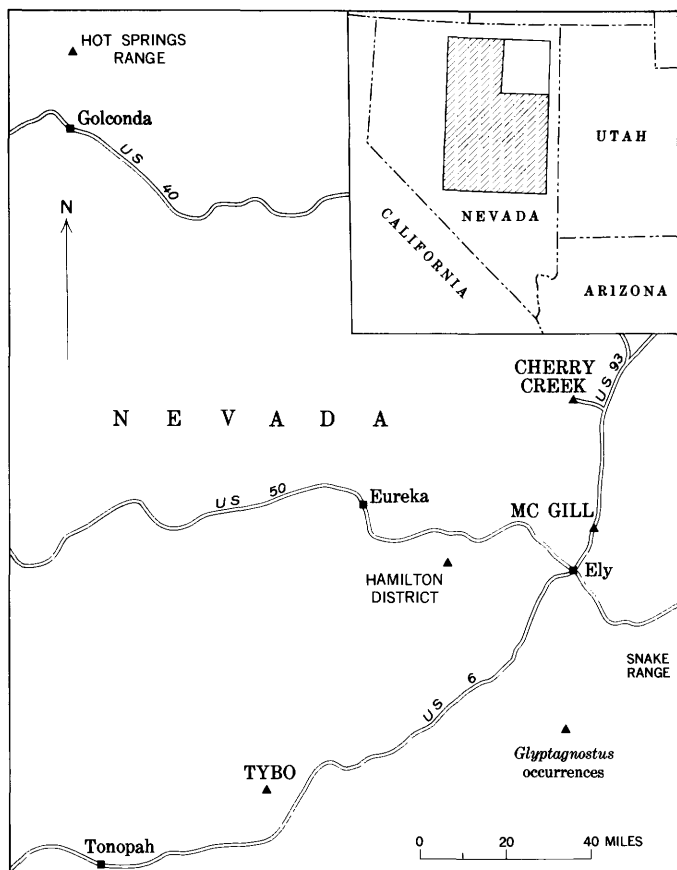 HOT SPRINGS
RANGE
Golconda
US 40
N
UTAH
NEVADA
CALIFORNIA
ARIZONA
CHERRY
CREEK
US 93
N E V A D A
US 50
Eureka
MC GILL
HAMILTON
DISTRICT
Ely
SNAKE
RANGE
US 6
Glyptagnostus
occurrences
TYBO
Tonopah
0 20 40 MILES